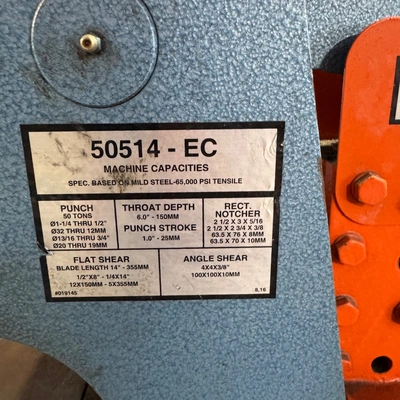 50514 - EC
MACHINE CAPACITIES
SPEC. BASED ON MILD STEEL-65,000 PSI TENSILE
PUNCH
50 TONS
Ø1-1/4 THRU 1/2"
Ø32 THRU 12MM
Ø13/16 THRU 3/4"
Ø20 THRU 19MM
THROAT DEPTH
6.0" - 150MM
PUNCH STROKE
1.0" - 25MM
RECT.
NOTCHER
2 1/2 X 3 X 5/16
2 1/2 X 2 3/4 X 3/8
63.5 X 76 X 8MM
63.5 X 70 X 10MM
FLAT SHEAR
BLADE LENGTH 14" - 355MM
1/2"X8" - 1/4X14"
12X150MM - 5X355MM
ANGLE SHEAR
4X4X3/8"
100X100X10MM
#019145
8,16